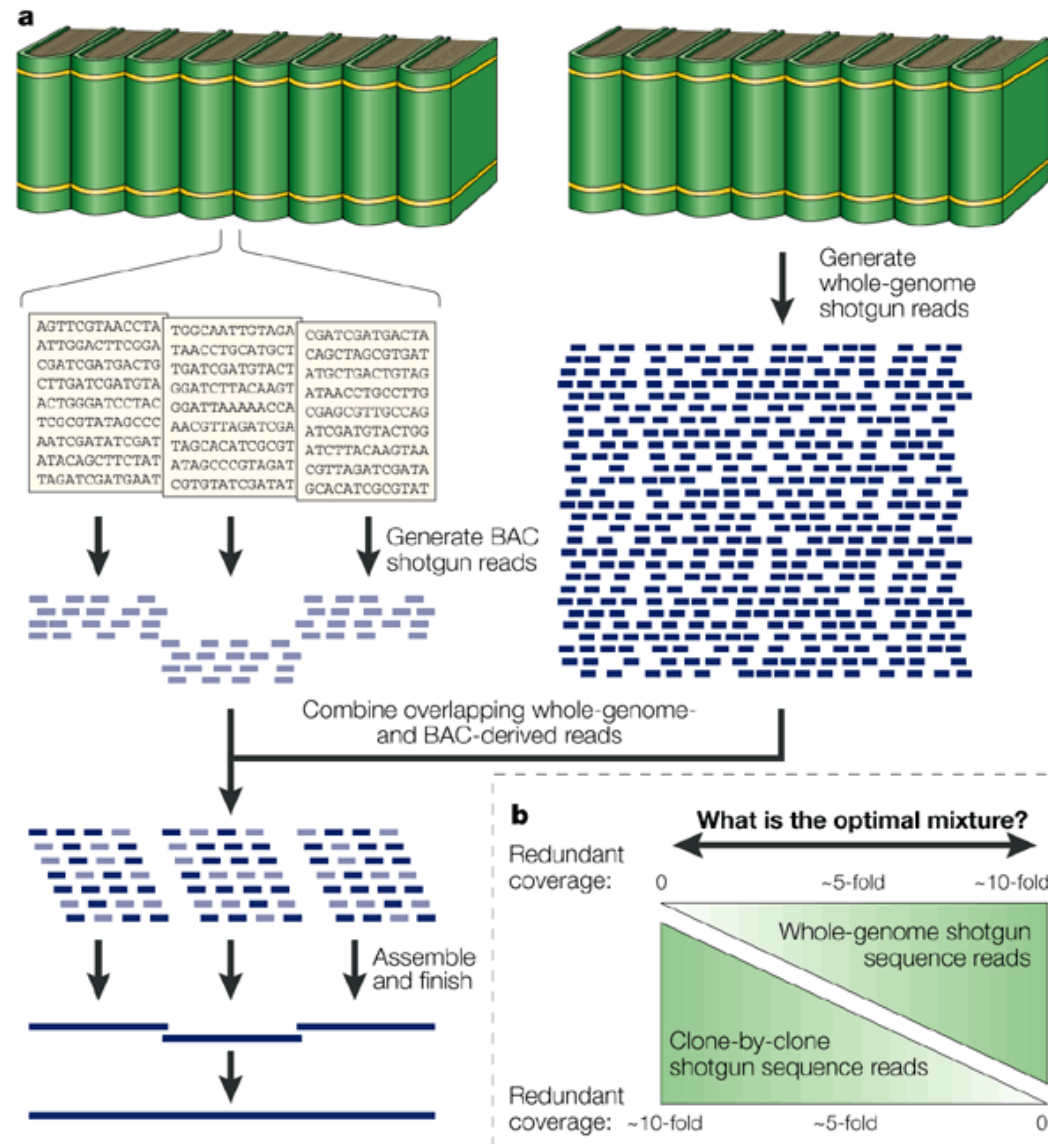 a
Generate
whole-genome
shotgun reads
AGTTCGTAACCTA
ATTGGACTTCGGA
CGATCGATGACTG
CTTGATCGATGTA
ACTGGGATCCTAC
TCGCGTATAGCCC
AATCGATATCGAT
ATACAGCTTCTAT
TAGATCGATGAAT
TGGCAATTGTAGA
TAACCTGCATGCT
TGATCGATGTACT
GGATCTTACAAGT
GGATTAAAAACCA
AACGTTAGATCGA
TAGCACATCGCGT
ATAGCCCGTAGAT
CGTGTATCGATAT
CGATCGATGACTA
CAGCTAGCGTGAT
ATGCTGACTGTAG
ATAACCTGCCTTG
CGAGCGTTGCCAG
ATCGATGTACTGG
ATCTTACAAGTAA
CGTTAGATCGATA
GCACATCGCGTAT
Generate BAC
shotgun reads
Combine overlapping whole-genome-
and BAC-derived reads
Assemble
and finish
b
What is the optimal mixture?
Redundant
coverage: 0 ~5-fold ~10-fold
Whole-genome shotgun
sequence reads
Clone-by-clone
shotgun sequence reads
Redundant
coverage: ~10-fold ~5-fold 0